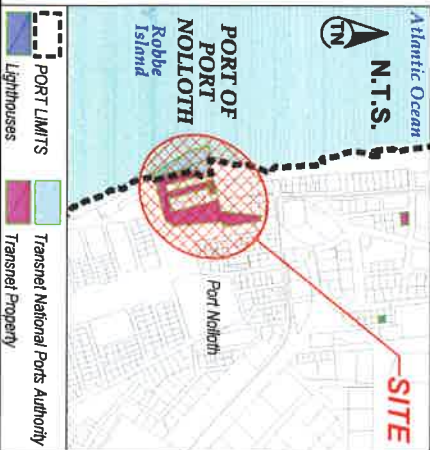 Atlantic Ocean
N.T.S.
TN
PORT OF
PORT
NOLLOTH
Robbe
Island
Port Nolloth
SITE
PORT LIMITS
Lighthouses
Transnet National Ports Authority
Transnet Property